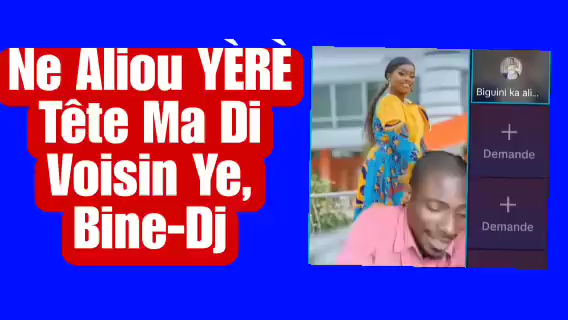 Ne Aliou YÈRÈ
Tête Ma Di
Voisin Ye,
Bine-Dj
Biguini ka ali...
Demande
Demande